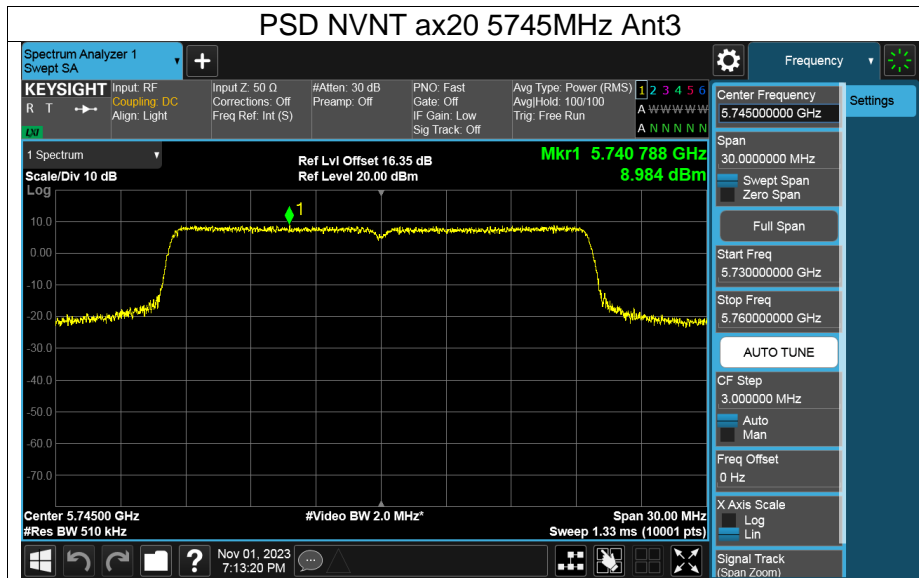 PSD NVNT ax20 5745MHz Ant3
Spectrum Analyzer 1
Swept SA
+
Frequency
KEYSIGHT
R T
LXI
Input: RF
Coupling: DC
Align: Light
Input Z: 50 Ω
Corrections: Off
Freq Ref: Int (S)
#Atten: 30 dB
Preamp: Off
PNO: Fast
Gate: Off
IF Gain: Low
Sig Track: Off
Avg Type: Power (RMS)
Avg|Hold: 100/100
Trig: Free Run
1 2 3 4 5 6
A W W W W W
A N N N N N
1 Spectrum
Scale/Div 10 dB
Log
Ref Lvl Offset 16.35 dB
Ref Level 20.00 dBm
Mkr1 5.740 788 GHz
8.984 dBm
1
10.0
0.00
-10.0
-20.0
-30.0
-40.0
-50.0
-60.0
-70.0
Center 5.74500 GHz
#Res BW 510 kHz
#Video BW 2.0 MHz*
Span 30.00 MHz
Sweep 1.33 ms (10001 pts)
?
Nov 01, 2023
7:13:20 PM
Center Frequency
5.745000000 GHz
Settings
Span
30.0000000 MHz
Swept Span
Zero Span
Full Span
Start Freq
5.730000000 GHz
Stop Freq
5.760000000 GHz
AUTO TUNE
CF Step
3.000000 MHz
Auto
Man
Freq Offset
0 Hz
X Axis Scale
Log
Lin
Signal Track
(Span Zoom)